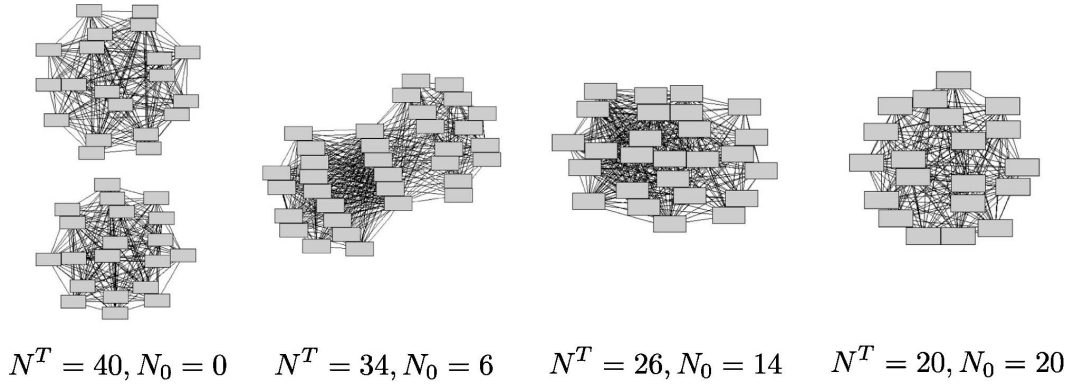 N^T = 40, N_0 = 0
N^T = 34, N_0 = 6
N^T = 26, N_0 = 14
N^T = 20, N_0 = 20